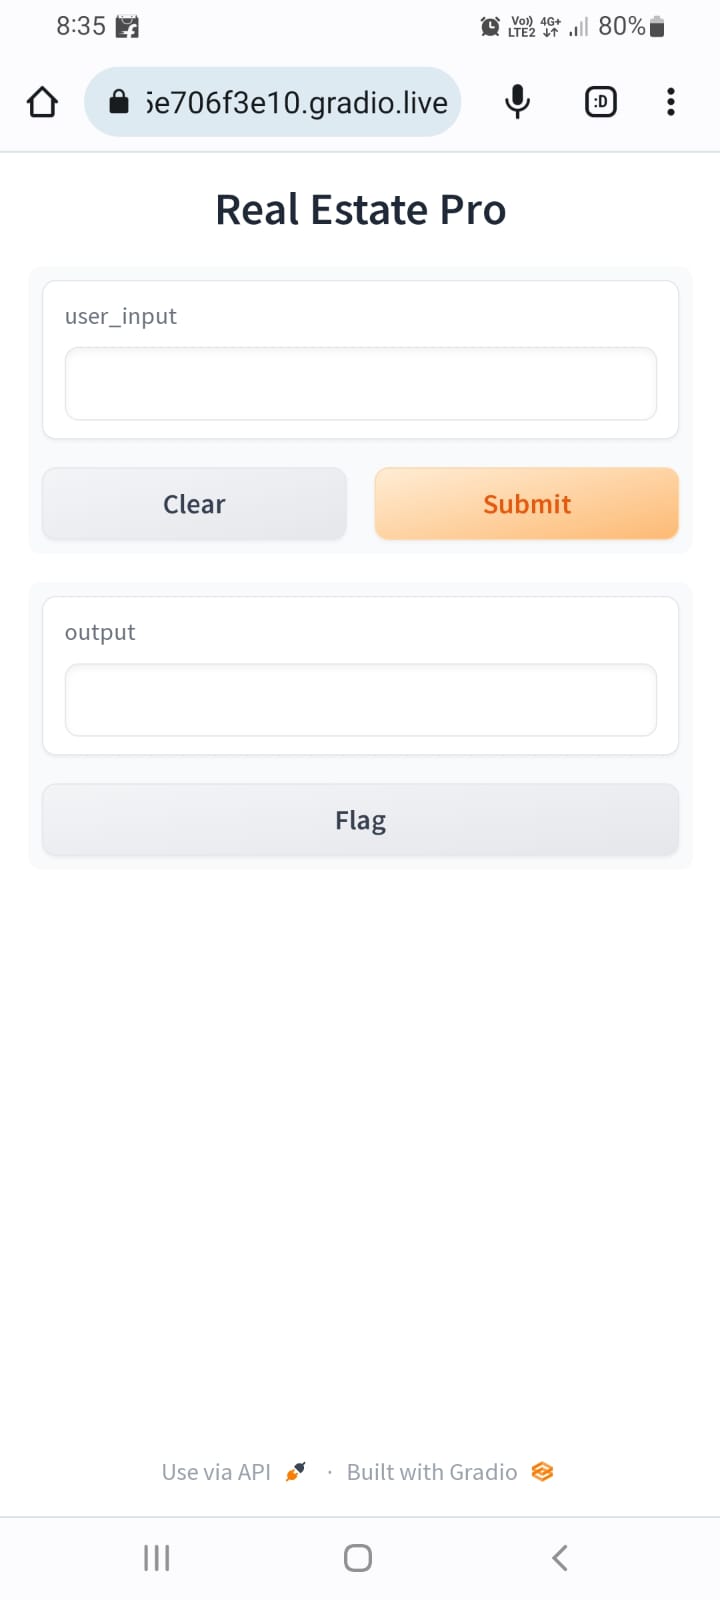 8:35
Vo)) LTE2 4G+ 80%
5e706f3e10.gradio.live
:D
Real Estate Pro
user_input
Clear
Submit
output
Flag
Use via API · Built with Gradio